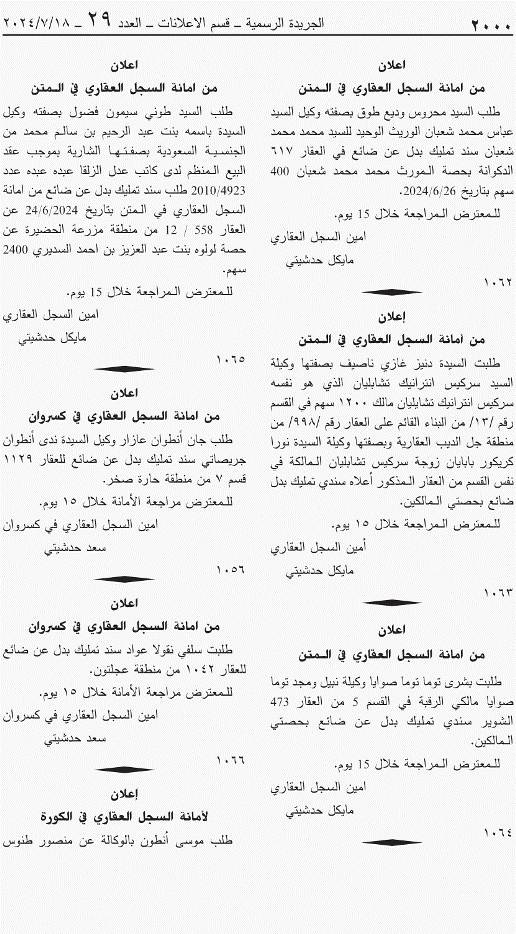 ٢٠٠٠
الجريدة الرسمية ــ قسم الاعلانات ــ العدد ٢٩ ــ ٢٠٢٤/٧/١٨
اعلان
من امانة السجل العقاري في المتن
طلب السيد محروس وديع طوق بصفته وكيل السيد
عباس محمد شعبان الوريث الوحيد للسيد محمد محمد
شعبان سند تمليك بدل عن ضائع في العقار ٦١٧
الدكوانة بحصة المورث محمد محمد شعبان 400
سهم بتاريخ 2024/6/26.
للمعترض المراجعة خلال 15 يوم.
امين السجل العقاري
مايكل حدشيتي
١٠٦٢
إعلان
من أمانة السجل العقاري في المتن
طلبت السيدة دنيز غازي ناصيف بصفتها وكيلة
السيد سركيس انترانيك تشابليان الذي هو نفسه
سركيس انترانيك تشابليان مالك ١٢٠٠ سهم في القسم
رقم /١٣/ من البناء القائم على العقار رقم /٩٩٨/ من
منطقة جل الديب العقارية وبصفتها وكيلة السيدة نورا
كريكور بابايان زوجة سركيس تشابليان المالكة في
نفس القسم من العقار المذكور أعلاه سندي تمليك بدل
ضائع بحصتي المالكين.
للمعترض المراجعة خلال ١٥ يوم.
أمين السجل العقاري
مايكل حدشيتي
١٠٦٣
اعلان
من امانة السجل العقاري في المتن
طلبت بشرى توما توما صوايا وكيلة نبيل ومجد توما
صوايا مالكي الرقبة في القسم 5 من العقار 473
الشوير سندي تمليك بدل عن ضائع بحصتي
المالكين.
للمعترض المراجعة خلال 15 يوم.
امين السجل العقاري
مايكل حدشيتي
١٠٦٤
اعلان
من امانة السجل العقاري في المتن
طلب السيد طوني سيمون فضول بصفته وكيل
السيدة باسمه بنت عبد الرحيم بن سالم محمد من
الجنسية السعودية بصفتها الشارية بموجب عقد
البيع المنظم لدى كاتب عدل الزلقا عبده عبده عدد
2010/4923 طلب سند تمليك بدل عن ضائع من امانة
السجل العقاري في المتن بتاريخ 24/6/2024 عن
العقار 558 / 12 من منطقة مزرعة الحضيرة عن
حصة لولوه بنت عبد العزيز بن احمد السديري 2400
سهم.
للمعترض المراجعة خلال 15 يوم.
امين السجل العقاري
مايكل حدشيتي
١٠٦٥
اعلان
من امانة السجل العقاري في كسروان
طلب جان أنطوان عازار وكيل السيدة ندى أنطوان
جريصاتي سند تمليك بدل عن ضائع للعقار ١١٢٩
قسم ٧ من منطقة حارة صخر.
للمعترض مراجعة الأمانة خلال ١٥ يوم.
امين السجل العقاري في كسروان
سعد حدشيتي
١٠٥٦
اعلان
من امانة السجل العقاري في كسروان
طلبت سلفي نقولا عواد سند تمليك بدل عن ضائع
للعقار ١٠٤٢ من منطقة عجلتون.
للمعترض مراجعة الأمانة خلال ١٥ يوم.
امين السجل العقاري في كسروان
سعد حدشيتي
١٠٦٦
إعلان
لأمانة السجل العقاري في الكورة
طلب موسى أنطون بالوكالة عن منصور طنوس